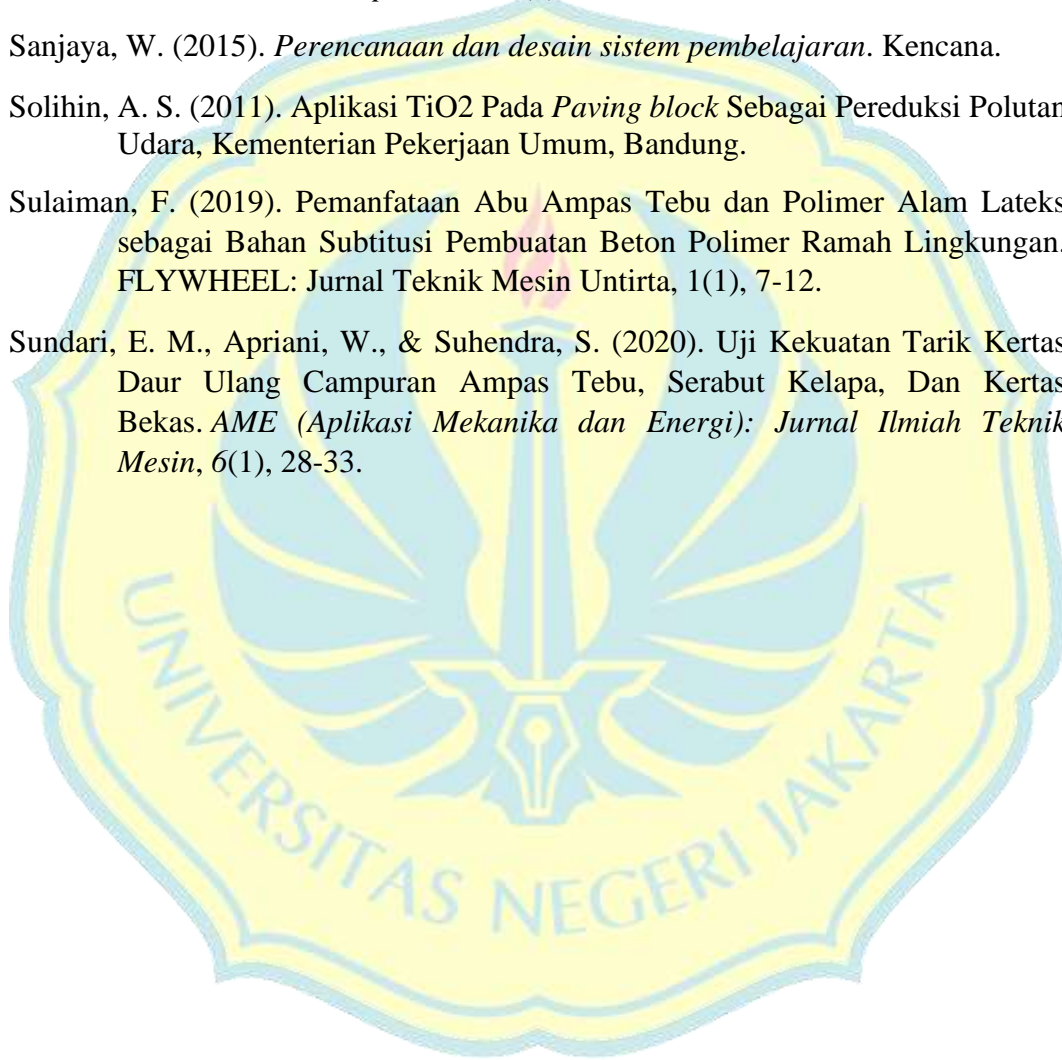 Sanjaya, W. (2015). Perencanaan dan desain sistem pembelajaran. Kencana.
Solihin, A. S. (2011). Aplikasi TiO2 Pada Paving block Sebagai Pereduksi Polutan
Udara, Kementerian Pekerjaan Umum, Bandung.
Sulaiman, F. (2019). Pemanfataan Abu Ampas Tebu dan Polimer Alam Lateks
sebagai Bahan Subtitusi Pembuatan Beton Polimer Ramah Lingkungan.
FLYWHEEL: Jurnal Teknik Mesin Untirta, 1(1), 7-12.
Sundari, E. M., Apriani, W., & Suhendra, S. (2020). Uji Kekuatan Tarik Kertas
Daur Ulang Campuran Ampas Tebu, Serabut Kelapa, Dan Kertas
Bekas. AME (Aplikasi Mekanika dan Energi): Jurnal Ilmiah Teknik
Mesin, 6(1), 28-33.
UNIVERSITAS NEGERI JAKARTA